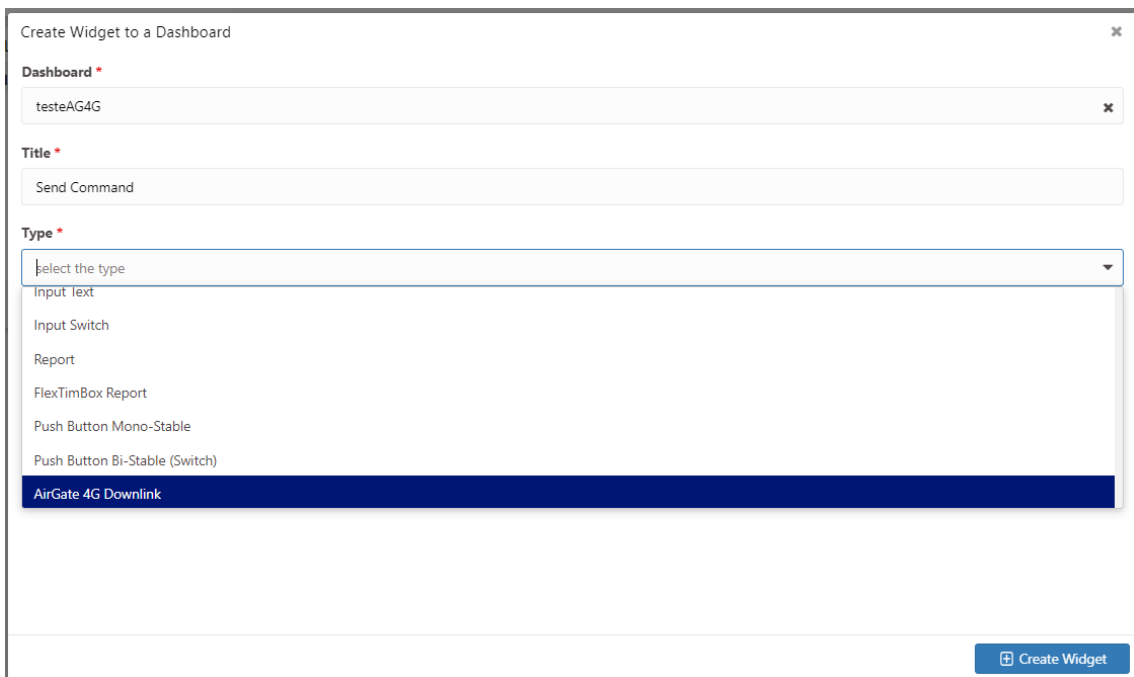 Create Widget to a Dashboard
Dashboard *
testeAG4G
Title *
Send Command
Type *
select the type
Input Text
Input Switch
Report
FlexTimBox Report
Push Button Mono-Stable
Push Button Bi-Stable (Switch)
AirGate 4G Downlink
Create Widget